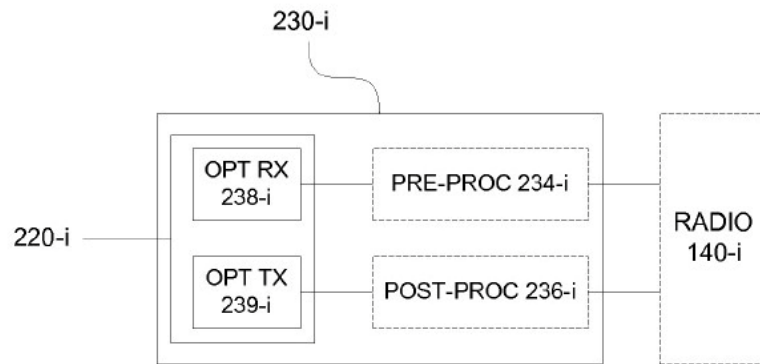 230-i
OPT RX
238-i
PRE-PROC 234-i
RADIO
140-i
220-i
OPT TX
239-i
POST-PROC 236-i